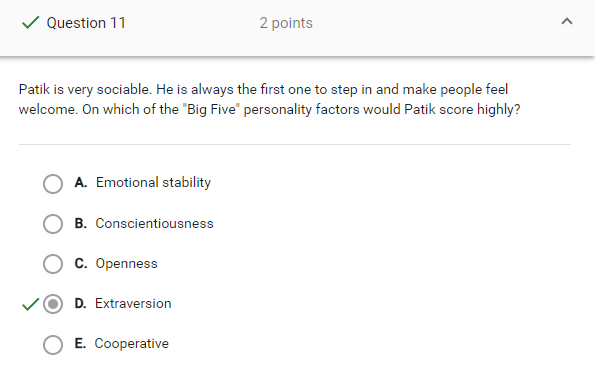 Question 11
2 points
Patik is very sociable. He is always the first one to step in and make people feel
welcome. On which of the "Big Five" personality factors would Patik score highly?
A. Emotional stability
B. Conscientiousness
C. Openness
D. Extraversion
E. Cooperative